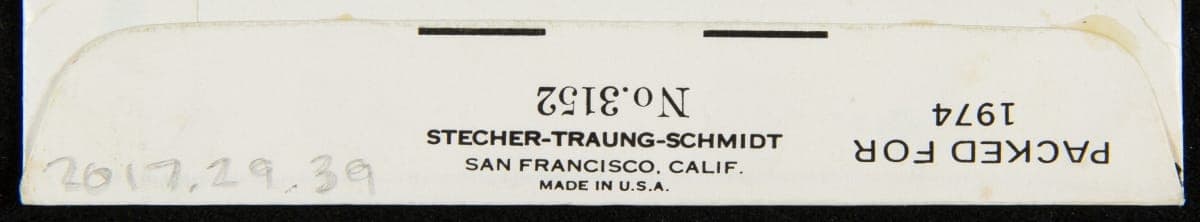 No.3152
STECHER-TRAUNG-SCHMIDT
SAN FRANCISCO, CALIF.
MADE IN U.S.A.
PACKED FOR
1974
2017.29.39